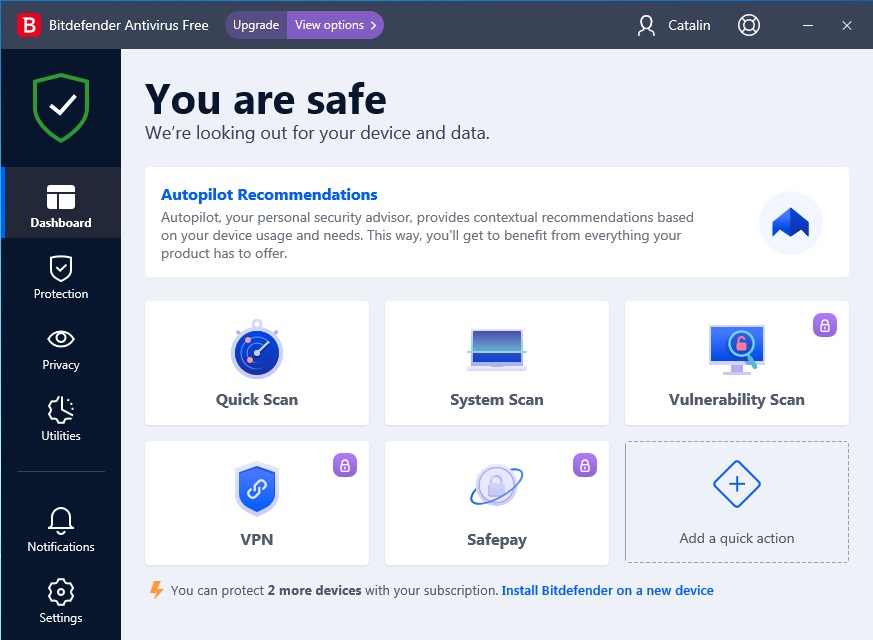 B Bitdefender Antivirus Free Upgrade View options Catalin
You are safe
We're looking out for your device and data.
Autopilot Recommendations
Autopilot, your personal security advisor, provides contextual recommendations based
on your device usage and needs. This way, you'll get to benefit from everything your
product has to offer.
Dashboard
Protection
Privacy
Utilities
Notifications
Settings
Quick Scan
System Scan
Vulnerability Scan
VPN
Safepay
Add a quick action
You can protect 2 more devices with your subscription. Install Bitdefender on a new device